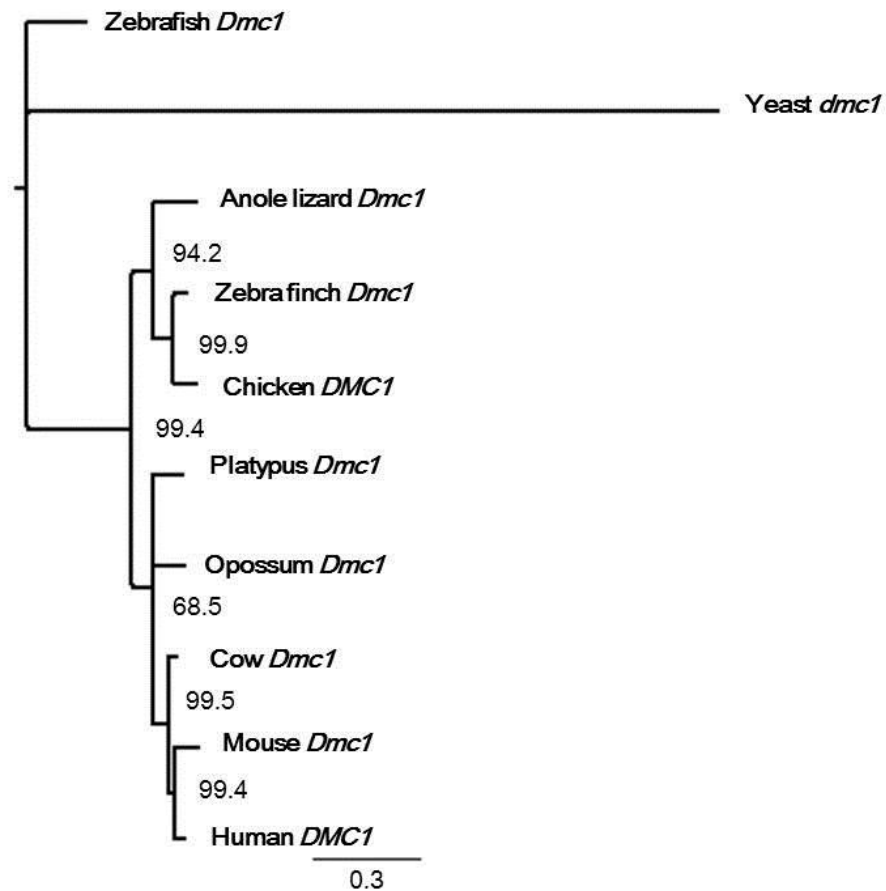 Zebrafish Dmc1
Yeast dmc1
Anole lizard Dmc1
94.2
Zebra finch Dmc1
99.9
Chicken DMC1
99.4
Platypus Dmc1
Opossum Dmc1
68.5
Cow Dmc1
99.5
Mouse Dmc1
99.4
Human DMC1
0.3